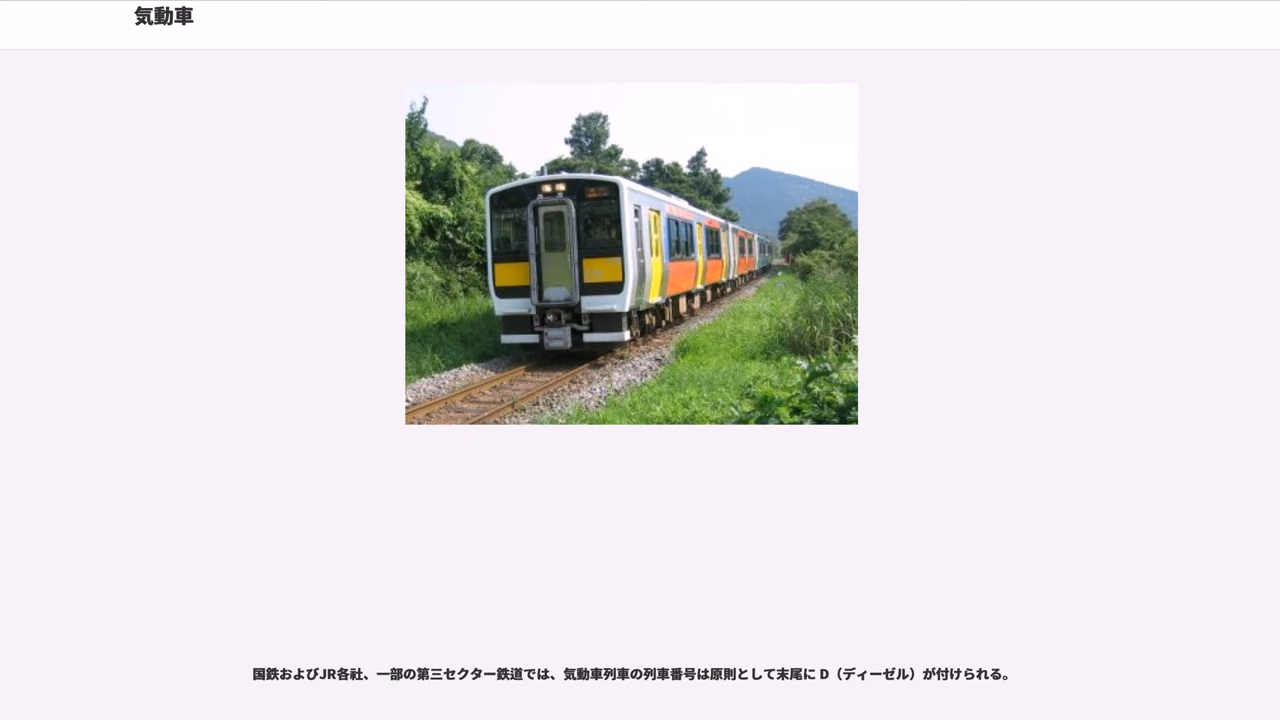 気動車
国鉄およびJR各社、一部の第三セクター鉄道では、気動車列車の列車番号は原則として末尾に D（ディーゼル）が付けられる。